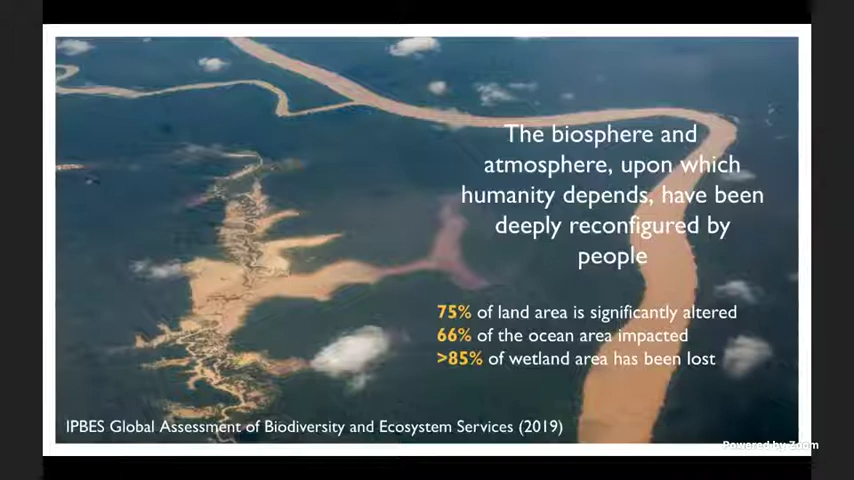 The biosphere and
atmosphere, upon which
humanity depends, have been
deeply reconfigured by
people
75% of land area is significantly altered
66% of the ocean area impacted
>85% of wetland area has been lost
IPBES Global Assessment of Biodiversity and Ecosystem Services (2019)
Powered by Zoom